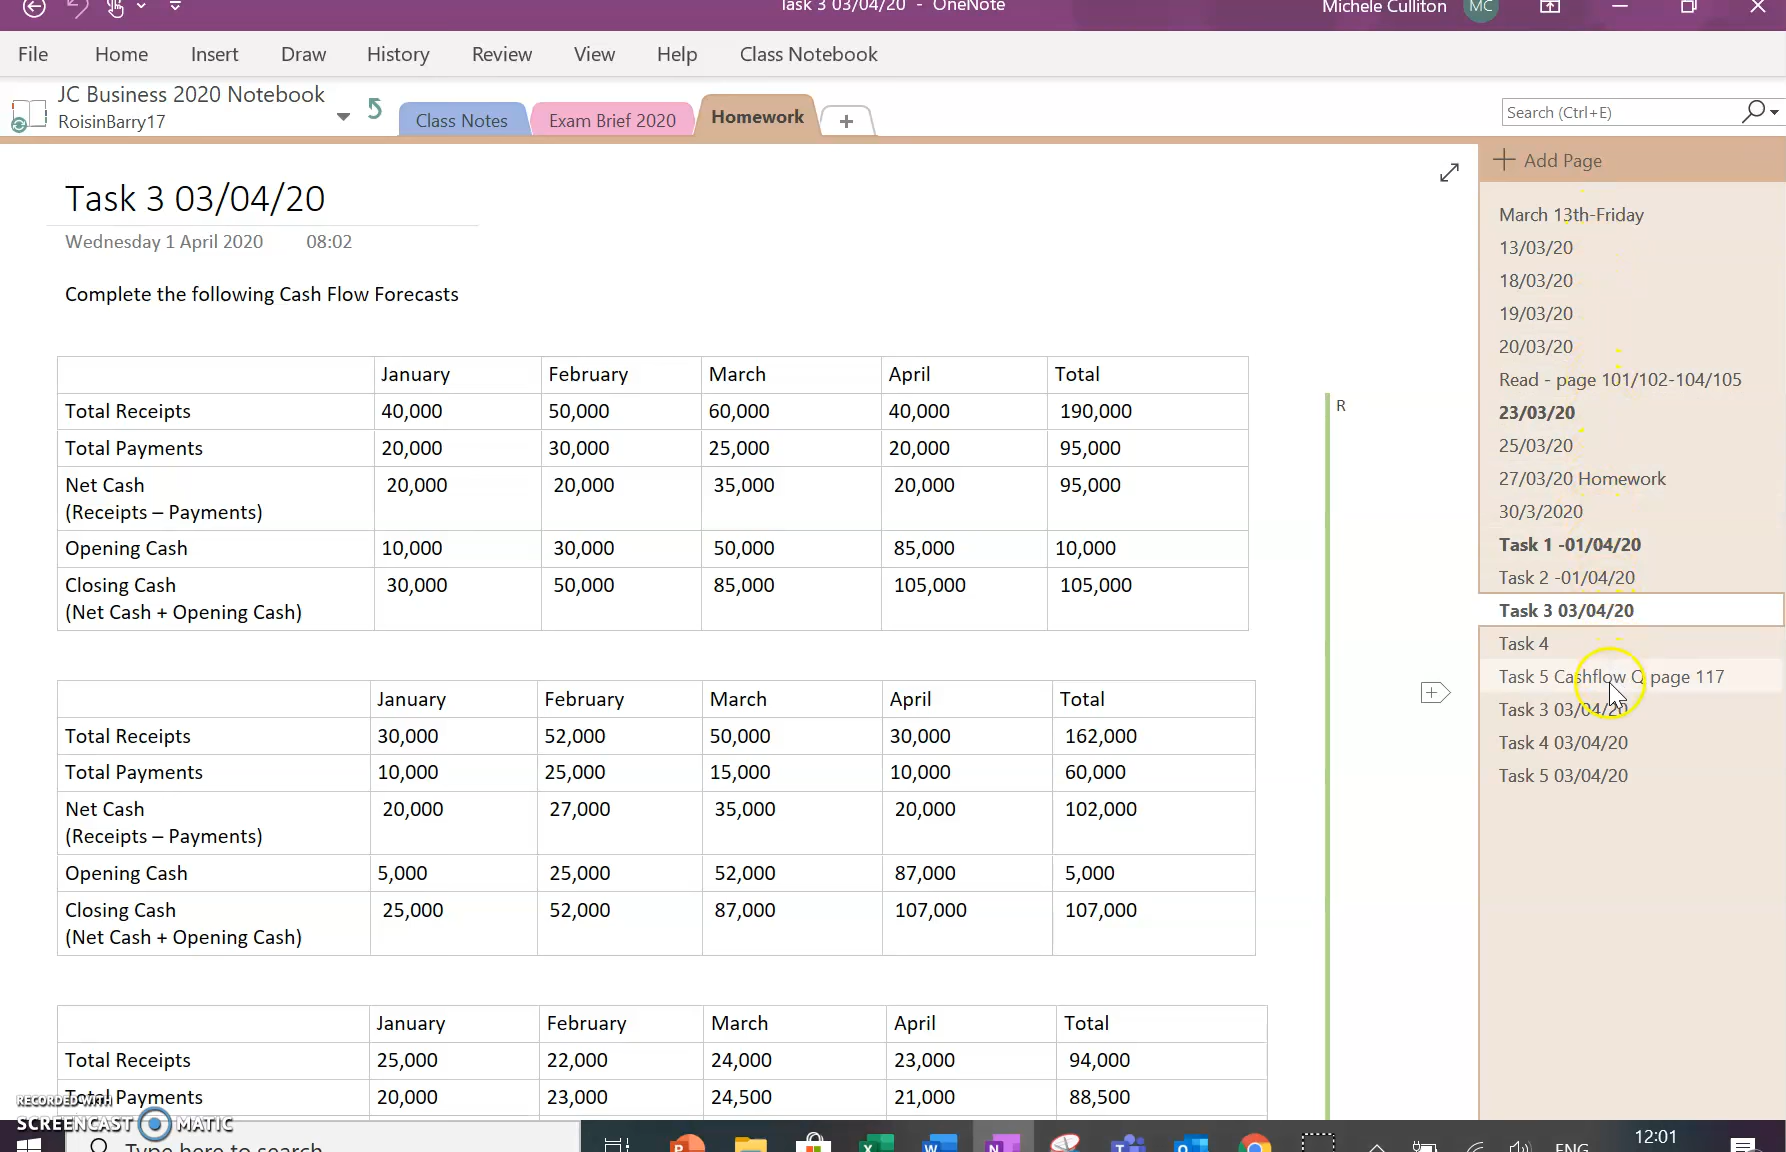 Task 3 03/04/20 - OneNote
Michele Culliton
MC
File Home Insert Draw History Review View Help Class Notebook
JC Business 2020 Notebook
RoisinBarry17
Class Notes Exam Brief 2020 Homework
Search (Ctrl+E)
Add Page
Task 3 03/04/20
Wednesday 1 April 2020 08:02
Complete the following Cash Flow Forecasts
January February March April Total
Total Receipts 40,000 50,000 60,000 40,000 190,000
Total Payments 20,000 30,000 25,000 20,000 95,000
Net Cash 20,000 20,000 35,000 20,000 95,000
(Receipts – Payments)
Opening Cash 10,000 30,000 50,000 85,000 10,000
Closing Cash 30,000 50,000 85,000 105,000 105,000
(Net Cash + Opening Cash)
R
January February March April Total
Total Receipts 30,000 52,000 50,000 30,000 162,000
Total Payments 10,000 25,000 15,000 10,000 60,000
Net Cash 20,000 27,000 35,000 20,000 102,000
(Receipts – Payments)
Opening Cash 5,000 25,000 52,000 87,000 5,000
Closing Cash 25,000 52,000 87,000 107,000 107,000
(Net Cash + Opening Cash)
January February March April Total
Total Receipts 25,000 22,000 24,000 23,000 94,000
Total Payments 20,000 23,000 24,500 21,000 88,500
March 13th-Friday
13/03/20
18/03/20
19/03/20
20/03/20
Read - page 101/102-104/105
23/03/20
25/03/20
27/03/20 Homework
30/3/2020
Task 1 -01/04/20
Task 2 -01/04/20
Task 3 03/04/20
Task 4
Task 5 Cashflow Q page 117
Task 3 03/04/20
Task 4 03/04/20
Task 5 03/04/20
RECORDED WITH
SCREENCAST MATIC
Type here to search
ENG
12:01